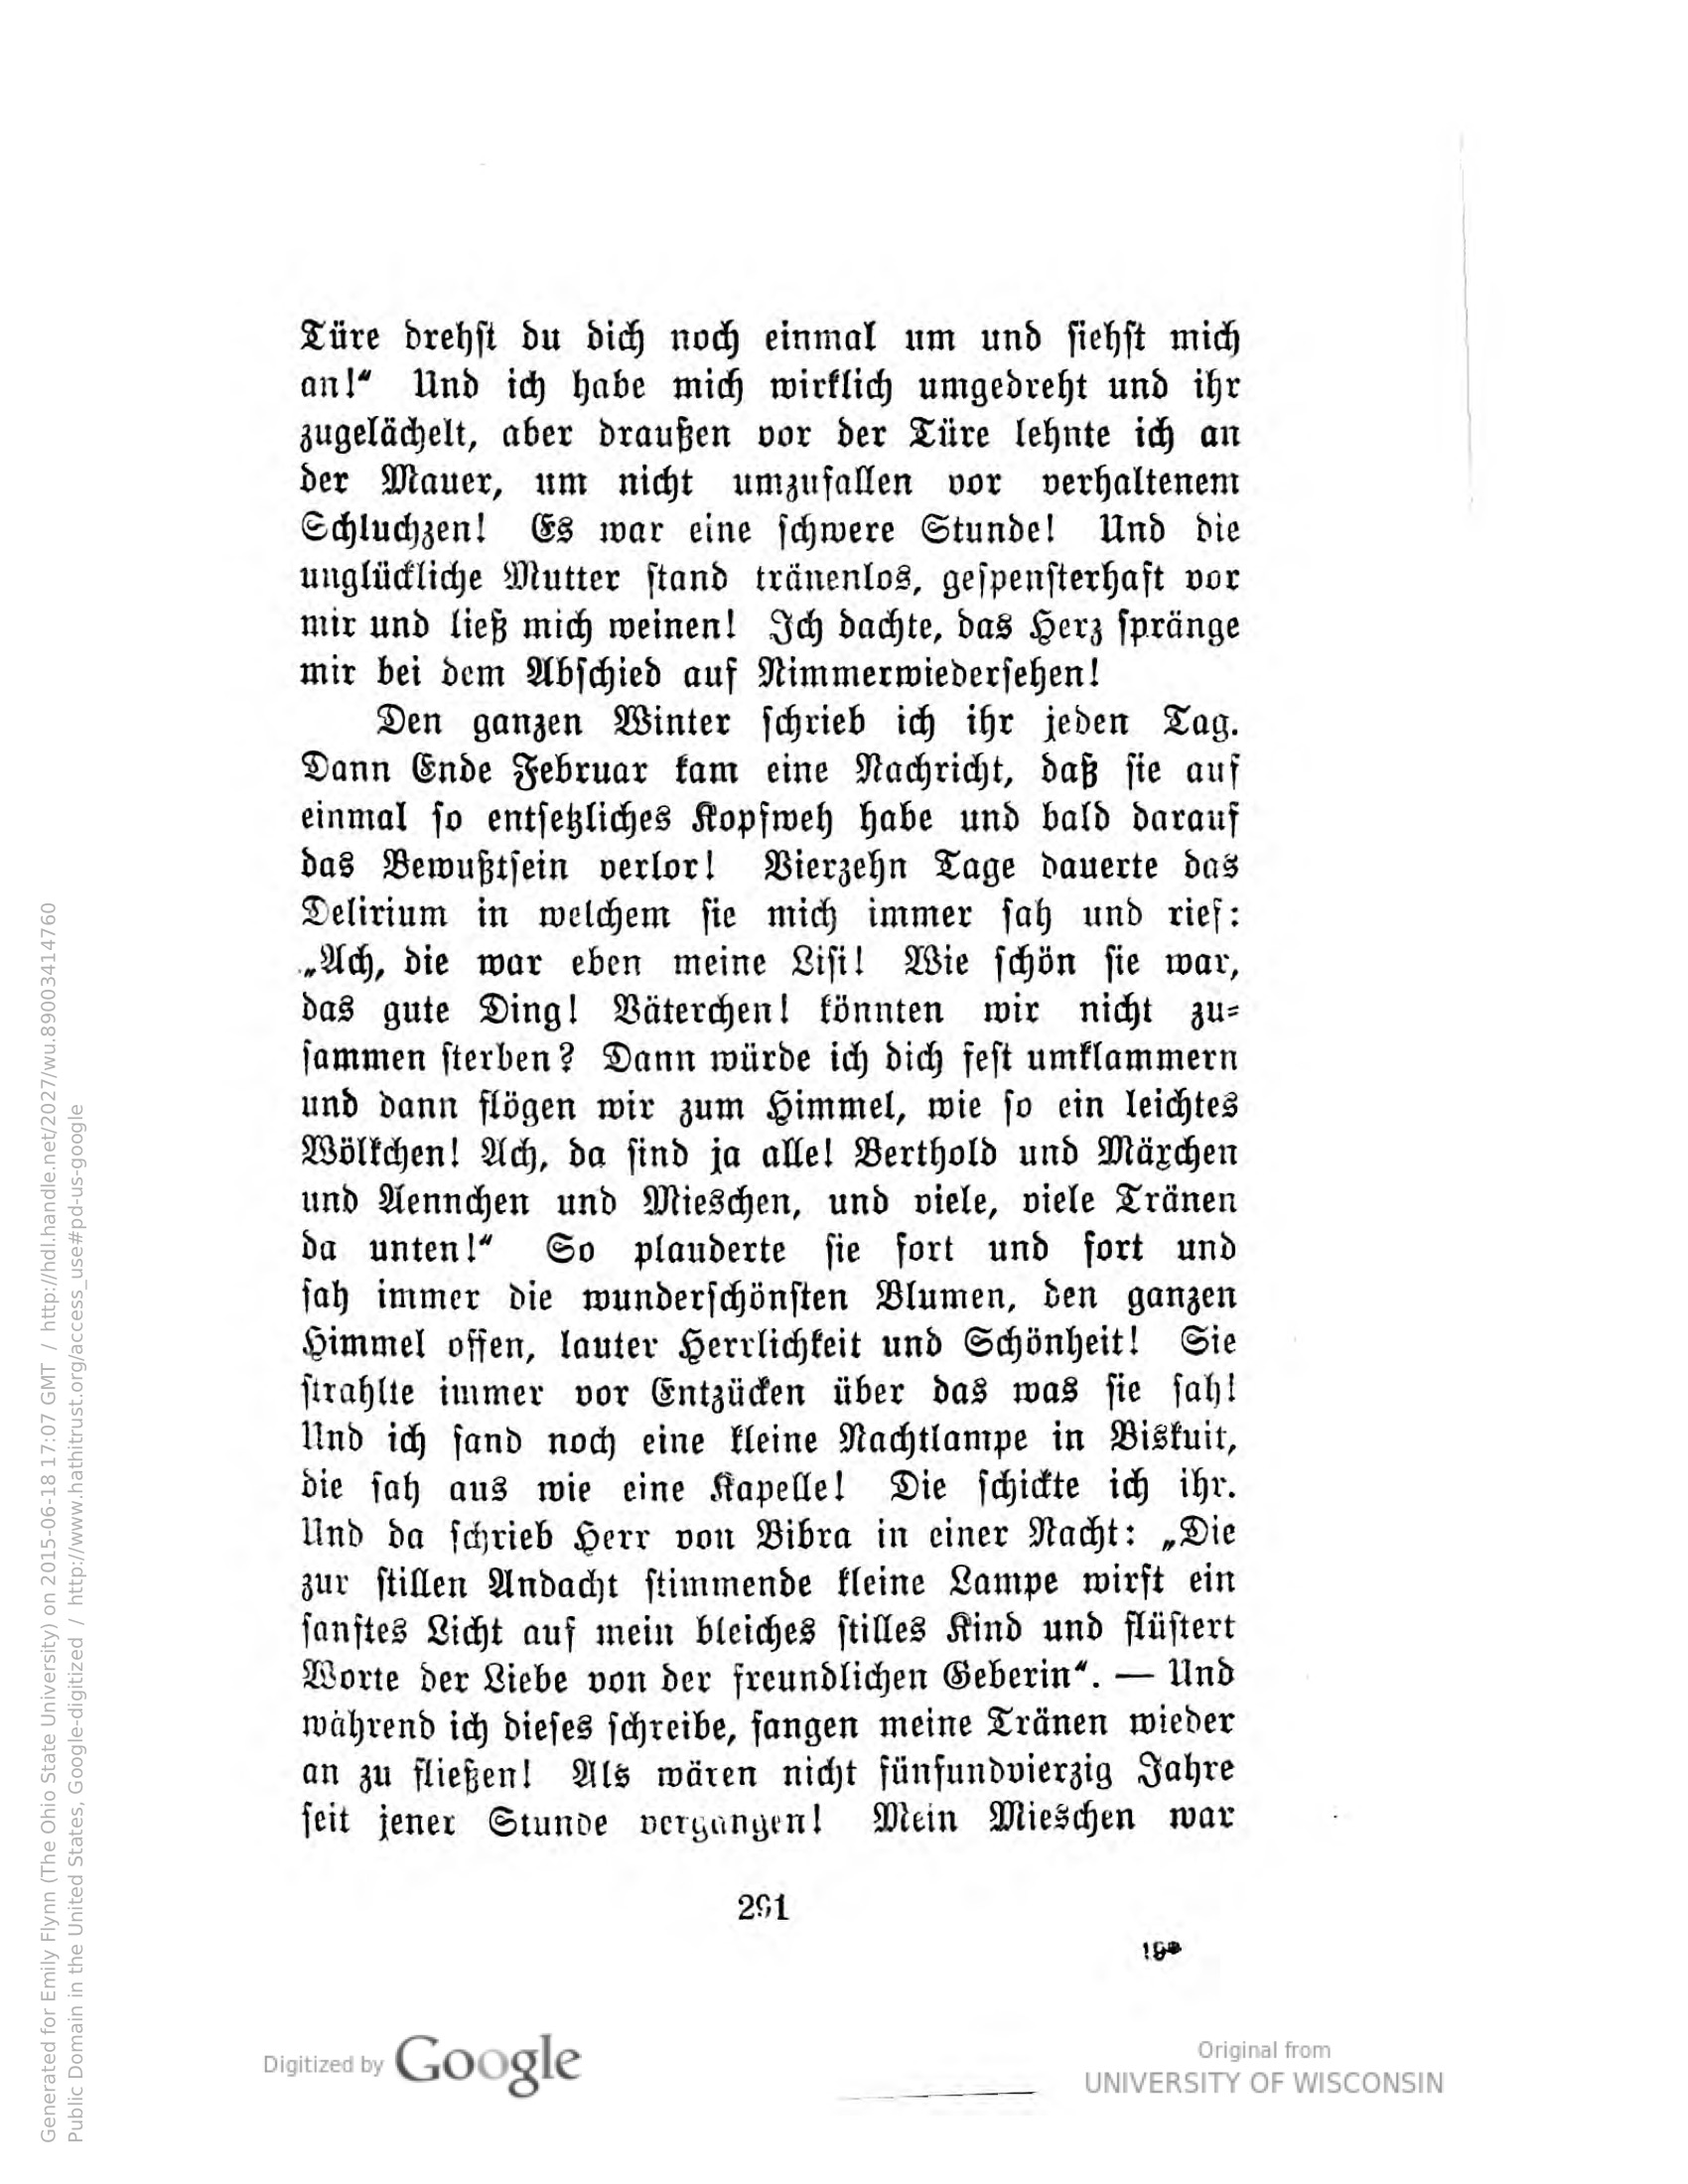 Türe drehst du dich noch einmal um und siehst mich
an!“ Und ich habe mich wirklich umgedreht und ihr
zugelächelt, aber draußen vor der Türe lehnte ich an
der Mauer, um nicht umzufallen vor verhaltenem
Schluchzen! Es war eine schwere Stunde! Und die
unglückliche Mutter stand tränenlos, gespensterhaft vor
mir und ließ mich weinen! Ich dachte, das Herz spränge
mir bei dem Abschied auf Nimmerwiedersehen!
Den ganzen Winter schrieb ich ihr jeden Tag.
Dann Ende Februar kam eine Nachricht, daß sie auf
einmal so entsetzliches Kopfweh habe und bald darauf
das Bewußtsein verlor! Vierzehn Tage dauerte das
Delirium in welchem sie mich immer sah und rief:
„Ach, die war eben meine Lisi! Wie schön sie war,
das gute Ding! Väterchen! könnten wir nicht zu-
sammen sterben? Dann würde ich dich fest umklammern
und dann flögen wir zum Himmel, wie so ein leichtes
Wölkchen! Ach, da sind ja alle! Berthold und Märchen
und Aennchen und Mieschen, und viele, viele Tränen
da unten!“ So plauderte sie fort und fort und
sah immer die wunderschönsten Blumen, den ganzen
Himmel offen, lauter Herrlichkeit und Schönheit! Sie
strahlte immer vor Entzücken über das was sie sah!
Und ich fand noch eine kleine Nachtlampe in Biskuit,
die sah aus wie eine Kapelle! Die schickte ich ihr.
Und da schrieb Herr von Bibra in einer Nacht: „Die
zur stillen Andacht stimmende kleine Lampe wirft ein
sanftes Licht auf mein bleiches stilles Kind und flüstert
Worte der Liebe von der freundlichen Geberin“. — Und
während ich dieses schreibe, fangen meine Tränen wieder
an zu fließen! Als wären nicht fünfundvierzig Jahre
seit jener Stunde vergangen! Mein Mieschen war
291
19*
Digitized by Google
Original from
UNIVERSITY OF WISCONSIN
Generated for Emily Flynn (The Ohio State University) on 2015-06-18 17:07 GMT / http://hdl.handle.net/2027/wu.89003414760
Public Domain in the United States, Google-digitized / http://www.hathitrust.org/access_use#pd-us-google